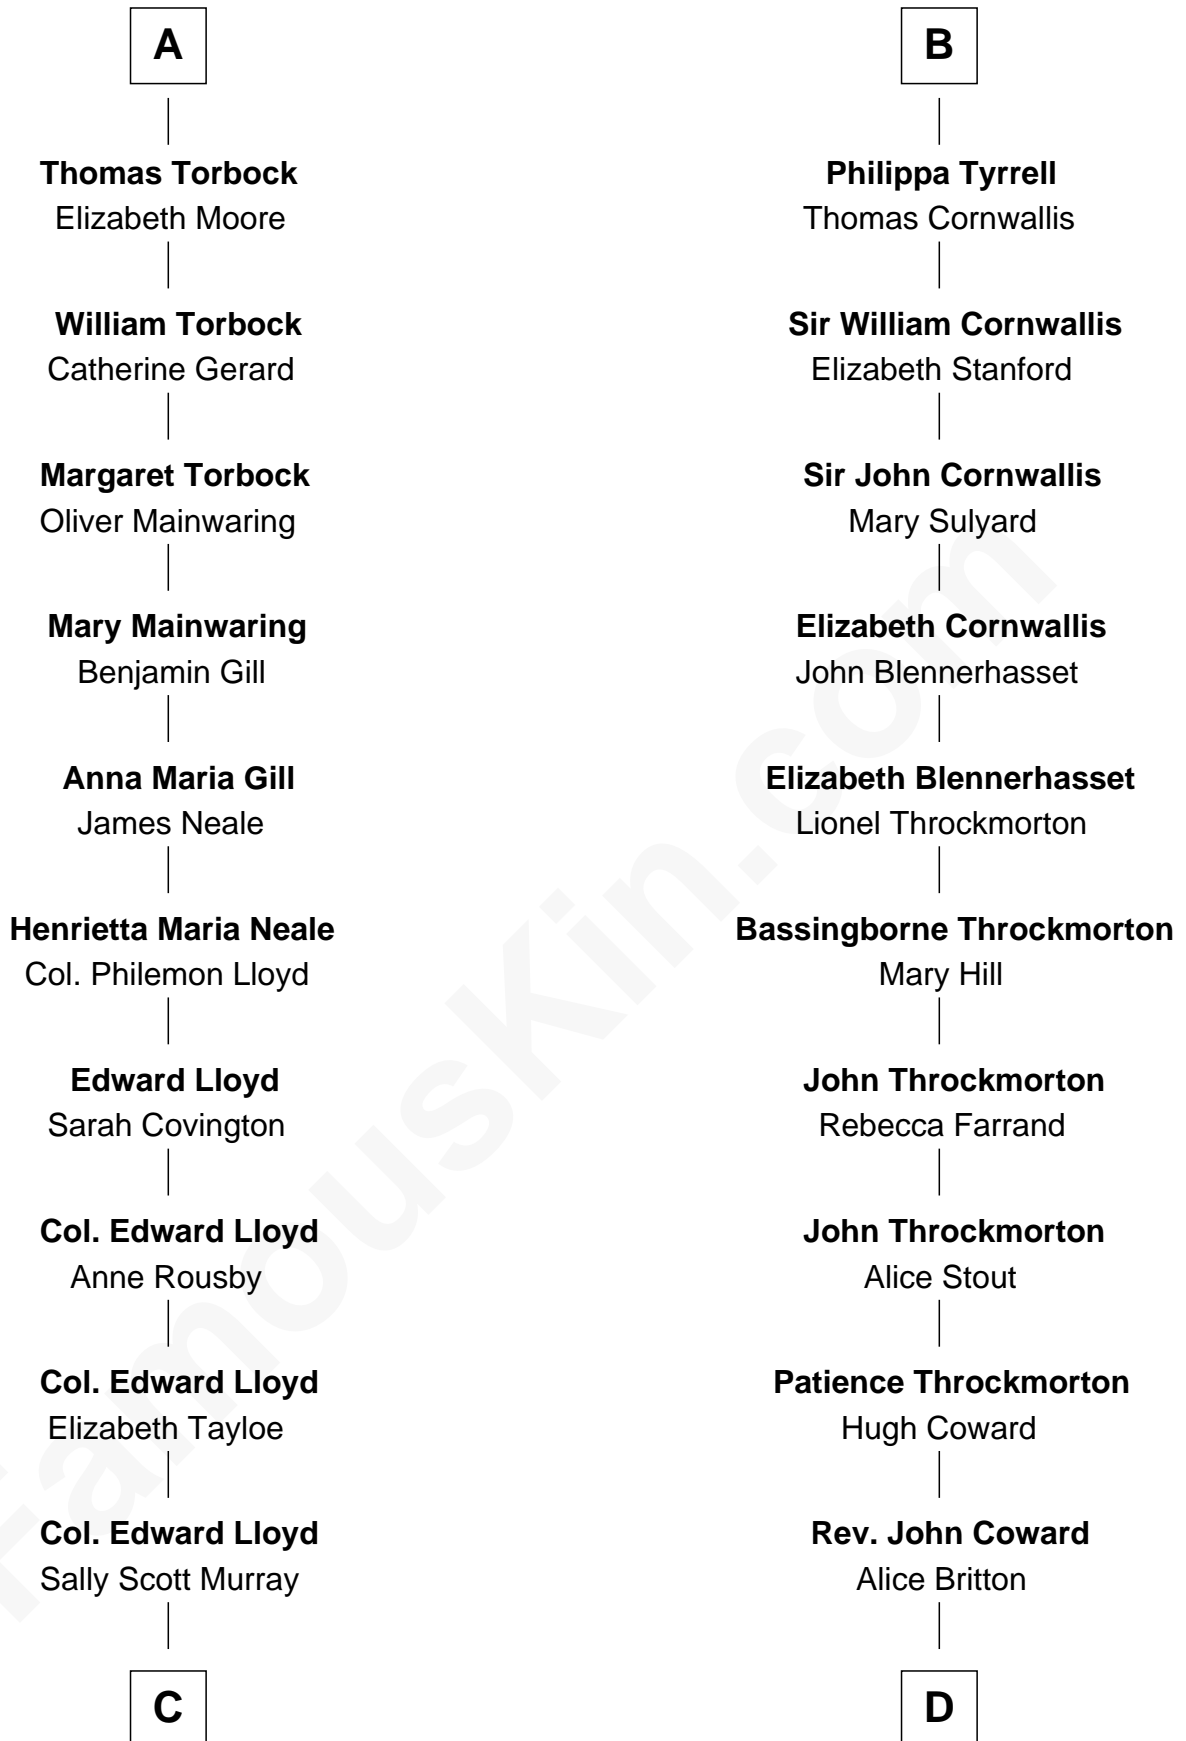 A
Thomas Torbock
Elizabeth Moore
William Torbock
Catherine Gerard
Margaret Torbock
Oliver Mainwaring
Mary Mainwaring
Benjamin Gill
Anna Maria Gill
James Neale
Henrietta Maria Neale
Col. Philemon Lloyd
Edward Lloyd
Sarah Covington
Col. Edward Lloyd
Anne Rousby
Col. Edward Lloyd
Elizabeth Tayloe
Col. Edward Lloyd
Sally Scott Murray
C
B
Philippa Tyrrell
Thomas Cornwallis
Sir William Cornwallis
Elizabeth Stanford
Sir John Cornwallis
Mary Sulyard
Elizabeth Cornwallis
John Blennerhasset
Elizabeth Blennerhasset
Lionel Throckmorton
Bassingborne Throckmorton
Mary Hill
John Throckmorton
Rebecca Farrand
John Throckmorton
Alice Stout
Patience Throckmorton
Hugh Coward
Rev. John Coward
Alice Britton
D
FamousKin.com